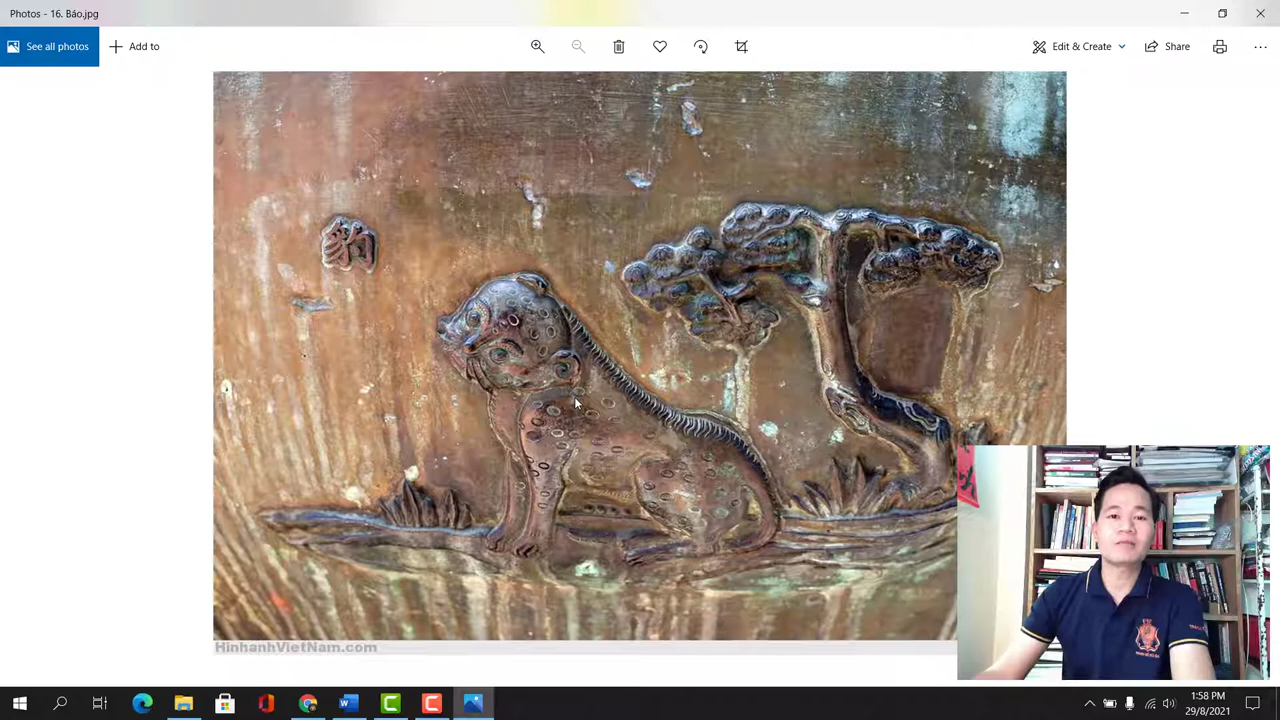 Photos - 16. Báo.jpg
See all photos
Add to
Edit & Create
Share
豹
HinhanhVietNam.com
1:58 PM
29/8/2021